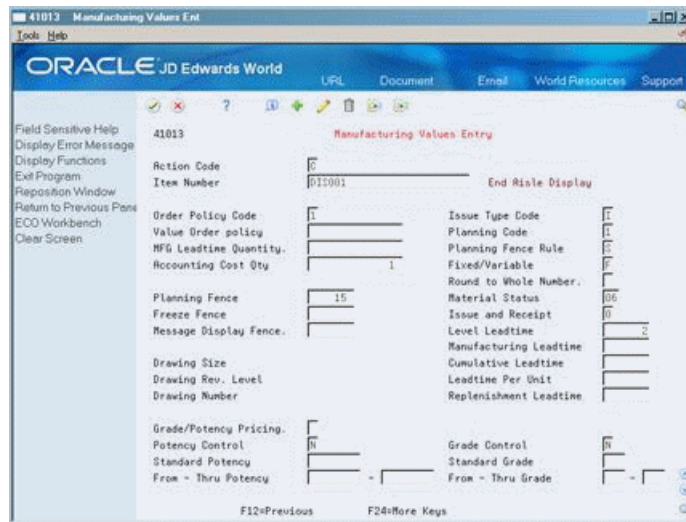 41013 Manufacturing Values Ent
Tools Help
ORACLE JD Edwards World
URL Document Email World Resources Support
Field Sensitive Help
Display Error Message
Display Functions
Exit Program
Reposition Window
Return to Previous Pane
ECO Workbench
Clear Screen
41013 Manufacturing Values Entry
Action Code C
Item Number DIS001 End Aisle Display
Order Policy Code 1 Issue Type Code I
Value Order policy Planning Code 1
MFG Leadtime Quantity. Planning Fence Rule S
Accounting Cost Qty 1 Fixed/Variable F
Round to Whole Number.
Planning Fence 15 Material Status 06
Freeze Fence Issue and Receipt 0
Message Display Fence. Level Leadtime 2
Manufacturing Leadtime
Drawing Size Cumulative Leadtime
Drawing Rev. Level Leadtime Per Unit
Drawing Number Replenishment Leadtime
Grade/Potency Pricing.
Potency Control N Grade Control N
Standard Potency Standard Grade
From - Thru Potency - From - Thru Grade -
F12=Previous F24=More Keys